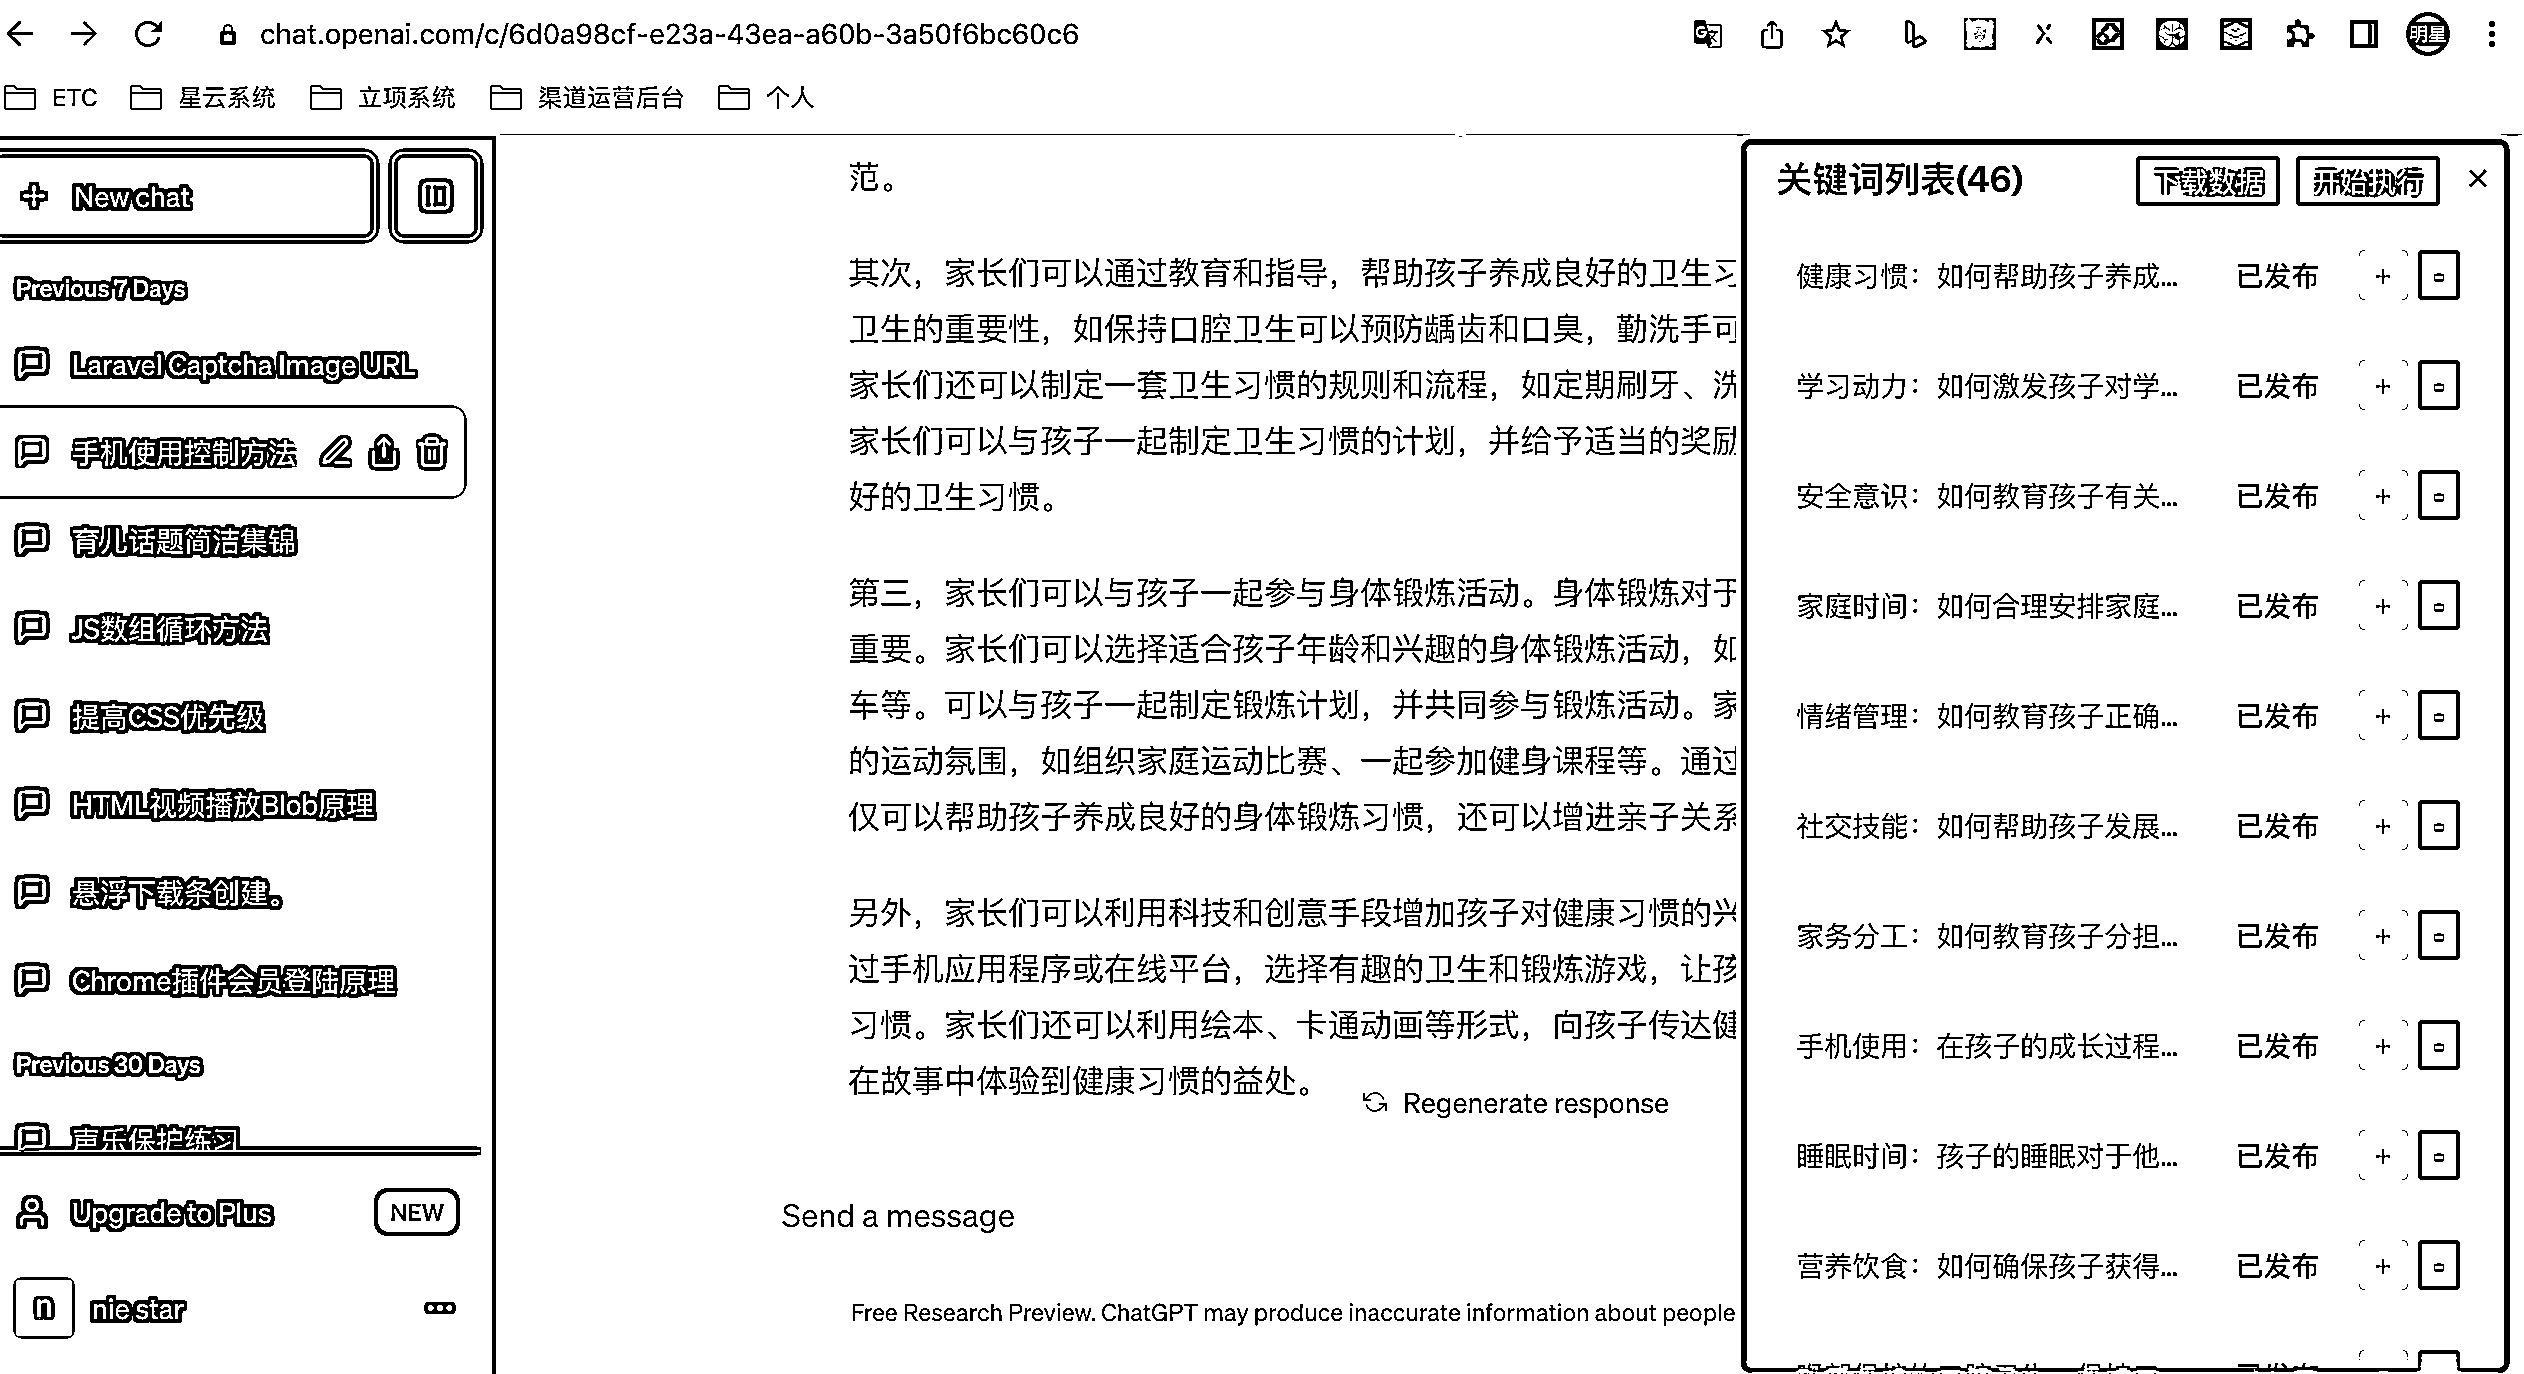 chat.openai.com/c/6d0a98cf-e23a-43ea-a60b-3a50f6bc60c6
明星
ETC
星云系统
立项系统
渠道运营后台
个人
New chat
Previous 7 Days
Laravel Captcha Image URL
手机使用控制方法
育儿话题简洁集锦
JS数组循环方法
提高CSS优先级
HTML视频播放Blob原理
悬浮下载条创建。
Chrome插件会员登陆原理
Previous 30 Days
声乐保护练习
Upgrade to Plus
NEW
n
nie star
范。
其次，家长们可以通过教育和指导，帮助孩子养成良好的卫生习
卫生的重要性，如保持口腔卫生可以预防龋齿和口臭，勤洗手可
家长们还可以制定一套卫生习惯的规则和流程，如定期刷牙、洗
家长们可以与孩子一起制定卫生习惯的计划，并给予适当的奖励
好的卫生习惯。
第三，家长们可以与孩子一起参与身体锻炼活动。身体锻炼对于
重要。家长们可以选择适合孩子年龄和兴趣的身体锻炼活动，如
车等。可以与孩子一起制定锻炼计划，并共同参与锻炼活动。家
的运动氛围，如组织家庭运动比赛、一起参加健身课程等。通过
仅可以帮助孩子养成良好的身体锻炼习惯，还可以增进亲子关系
另外，家长们可以利用科技和创意手段增加孩子对健康习惯的兴
过手机应用程序或在线平台，选择有趣的卫生和锻炼游戏，让孩
习惯。家长们还可以利用绘本、卡通动画等形式，向孩子传达健
在故事中体验到健康习惯的益处。
Regenerate response
Send a message
Free Research Preview. ChatGPT may produce inaccurate information about people
关键词列表(46)
下载数据
开始执行
健康习惯：如何帮助孩子养成... 已发布
学习动力：如何激发孩子对学... 已发布
安全意识：如何教育孩子有关... 已发布
家庭时间：如何合理安排家庭... 已发布
情绪管理：如何教育孩子正确... 已发布
社交技能：如何帮助孩子发展... 已发布
家务分工：如何教育孩子分担... 已发布
手机使用：在孩子的成长过程... 已发布
睡眠时间：孩子的睡眠对于他... 已发布
营养饮食：如何确保孩子获得... 已发布